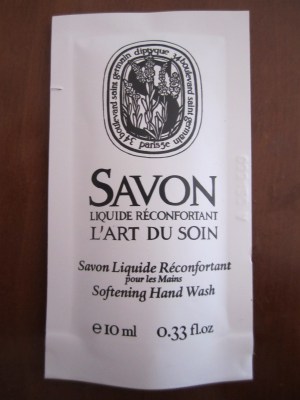 diptyque
34 boulevard saint germain
34 boulevard saint germain
paris 5e
SAVON
LIQUIDE RÉCONFORTANT
L'ART DU SOIN
Savon Liquide Réconfortant
pour les Mains
Softening Hand Wash
e 10 ml 0.33 fl.oz